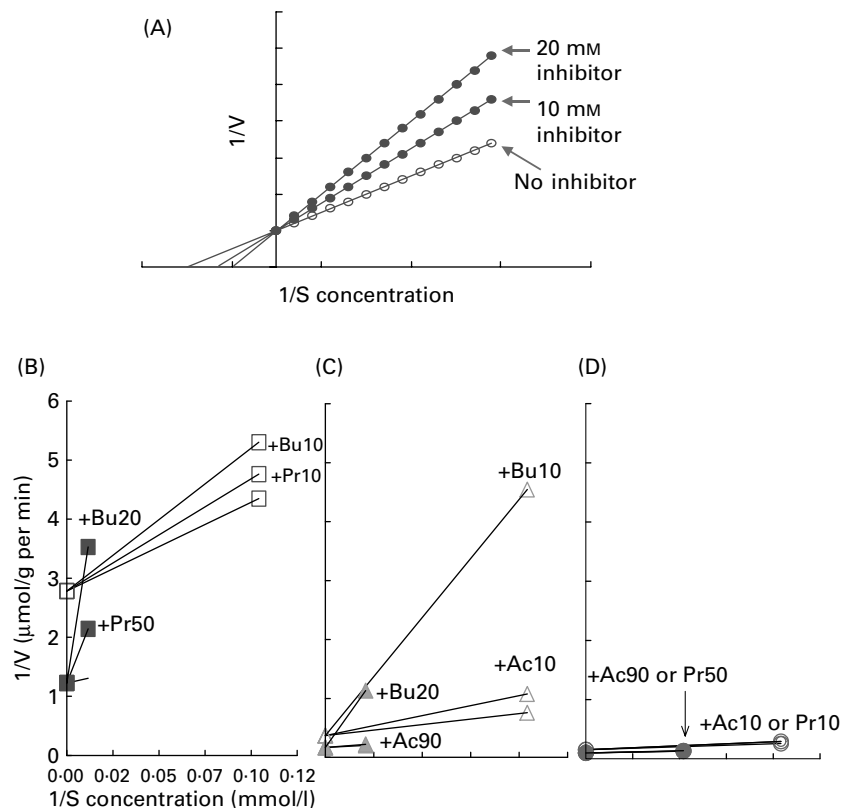 (A)
1/V
20 mM
inhibitor
10 mM
inhibitor
No inhibitor
1/S concentration
(B)
1/V (μmol/g per min)
6
5
4
3
2
1
0
+Bu10
+Pr10
+Bu20
+Pr50
0·00 0·02 0·05 0·07 0·10 0·12
1/S concentration (mmol/l)
(C)
+Bu10
+Ac10
+Bu20
+Ac90
(D)
+Ac90 or Pr50
+Ac10 or Pr10